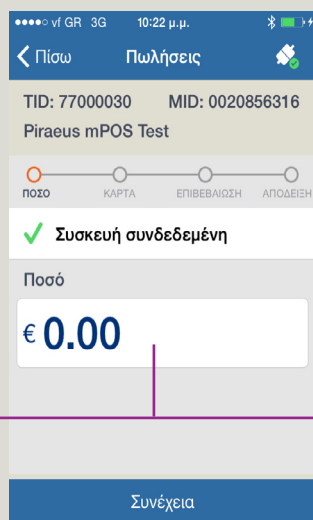 vf GR 3G 10:22 μ.μ.
Πίσω Πωλήσεις
TID: 77000030 MID: 0020856316
Piraeus mPOS Test
ΠΟΣΟ ΚΑΡΤΑ ΕΠΙΒΕΒΑΙΩΣΗ ΑΠΟΔΕΙΞΗ
Συσκευή συνδεδεμένη
Ποσό
€ 0.00
Συνέχεια